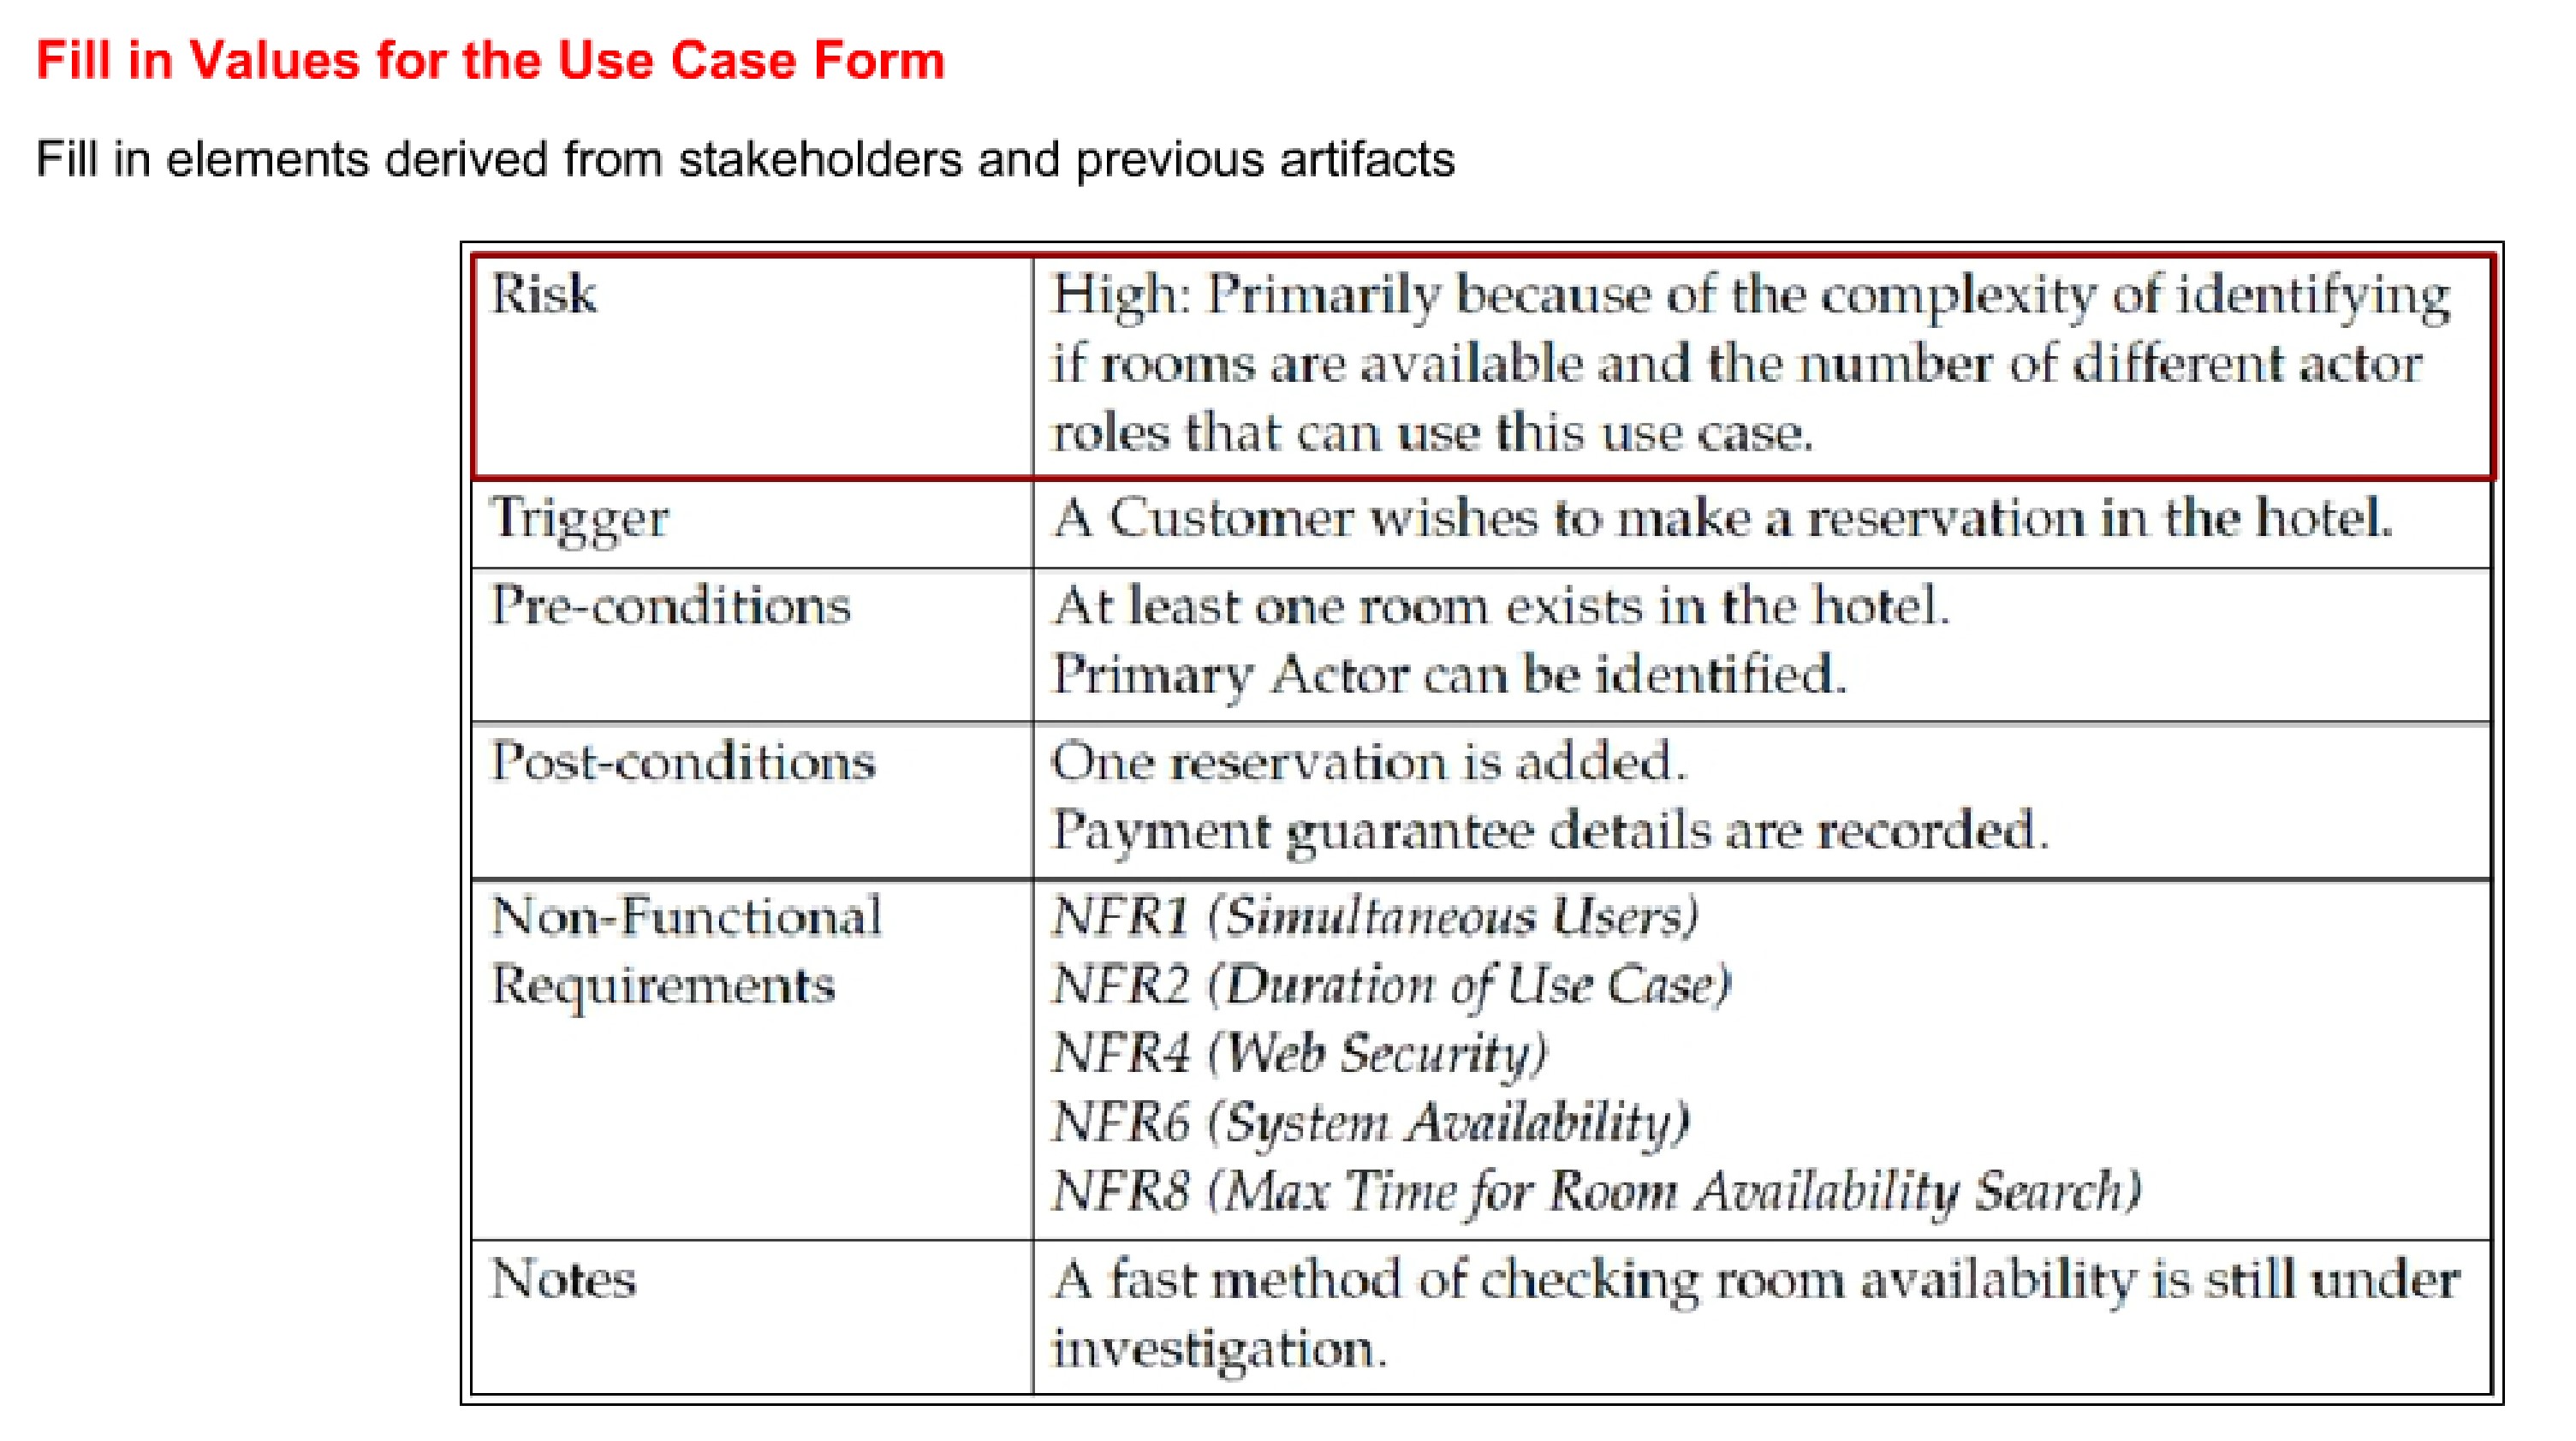 Fill in Values for the Use Case Form
Fill in elements derived from stakeholders and previous artifacts
Risk
High: Primarily because of the complexity of identifying
if rooms are available and the number of different actor
roles that can use this use case.
Trigger
A Customer wishes to make a reservation in the hotel.
Pre-conditions
At least one room exists in the hotel.
Primary Actor can be identified.
Post-conditions
One reservation is added.
Payment guarantee details are recorded.
Non-Functional
Requirements
NFR1 (Simultaneous Users)
NFR2 (Duration of Use Case)
NFR4 (Web Security)
NFR6 (System Availability)
NFR8 (Max Time for Room Availability Search)
Notes
A fast method of checking room availability is still under
investigation.